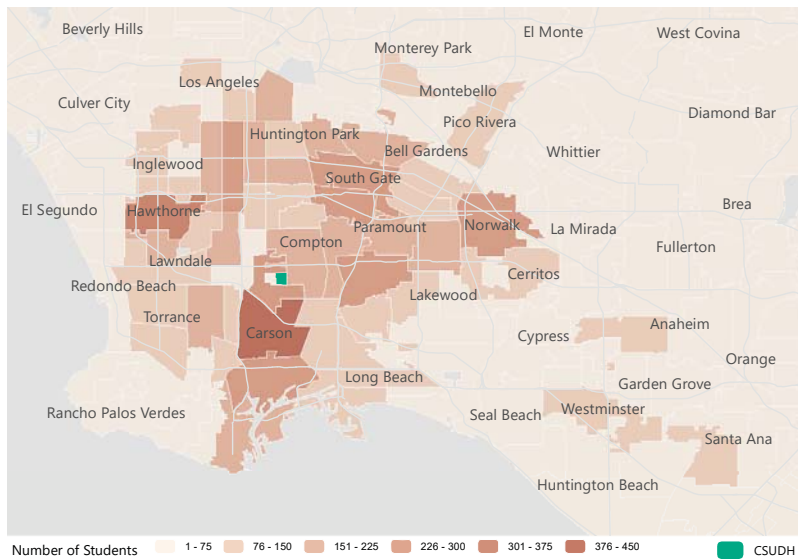 Beverly Hills
El Monte
West Covina
Monterey Park
Los Angeles
Montebello
Culver City
Diamond Bar
Pico Rivera
Huntington Park
Bell Gardens
Whittier
Inglewood
South Gate
El Segundo
Hawthorne
Brea
Paramount
Norwalk
La Mirada
Compton
Fullerton
Lawndale
Cerritos
Redondo Beach
Lakewood
Torrance
Anaheim
Carson
Cypress
Orange
Long Beach
Garden Grove
Rancho Palos Verdes
Seal Beach
Westminster
Santa Ana
Huntington Beach
Number of Students 1 - 75 76 - 150 151 - 225 226 - 300 301 - 375 376 - 450 CSUDH